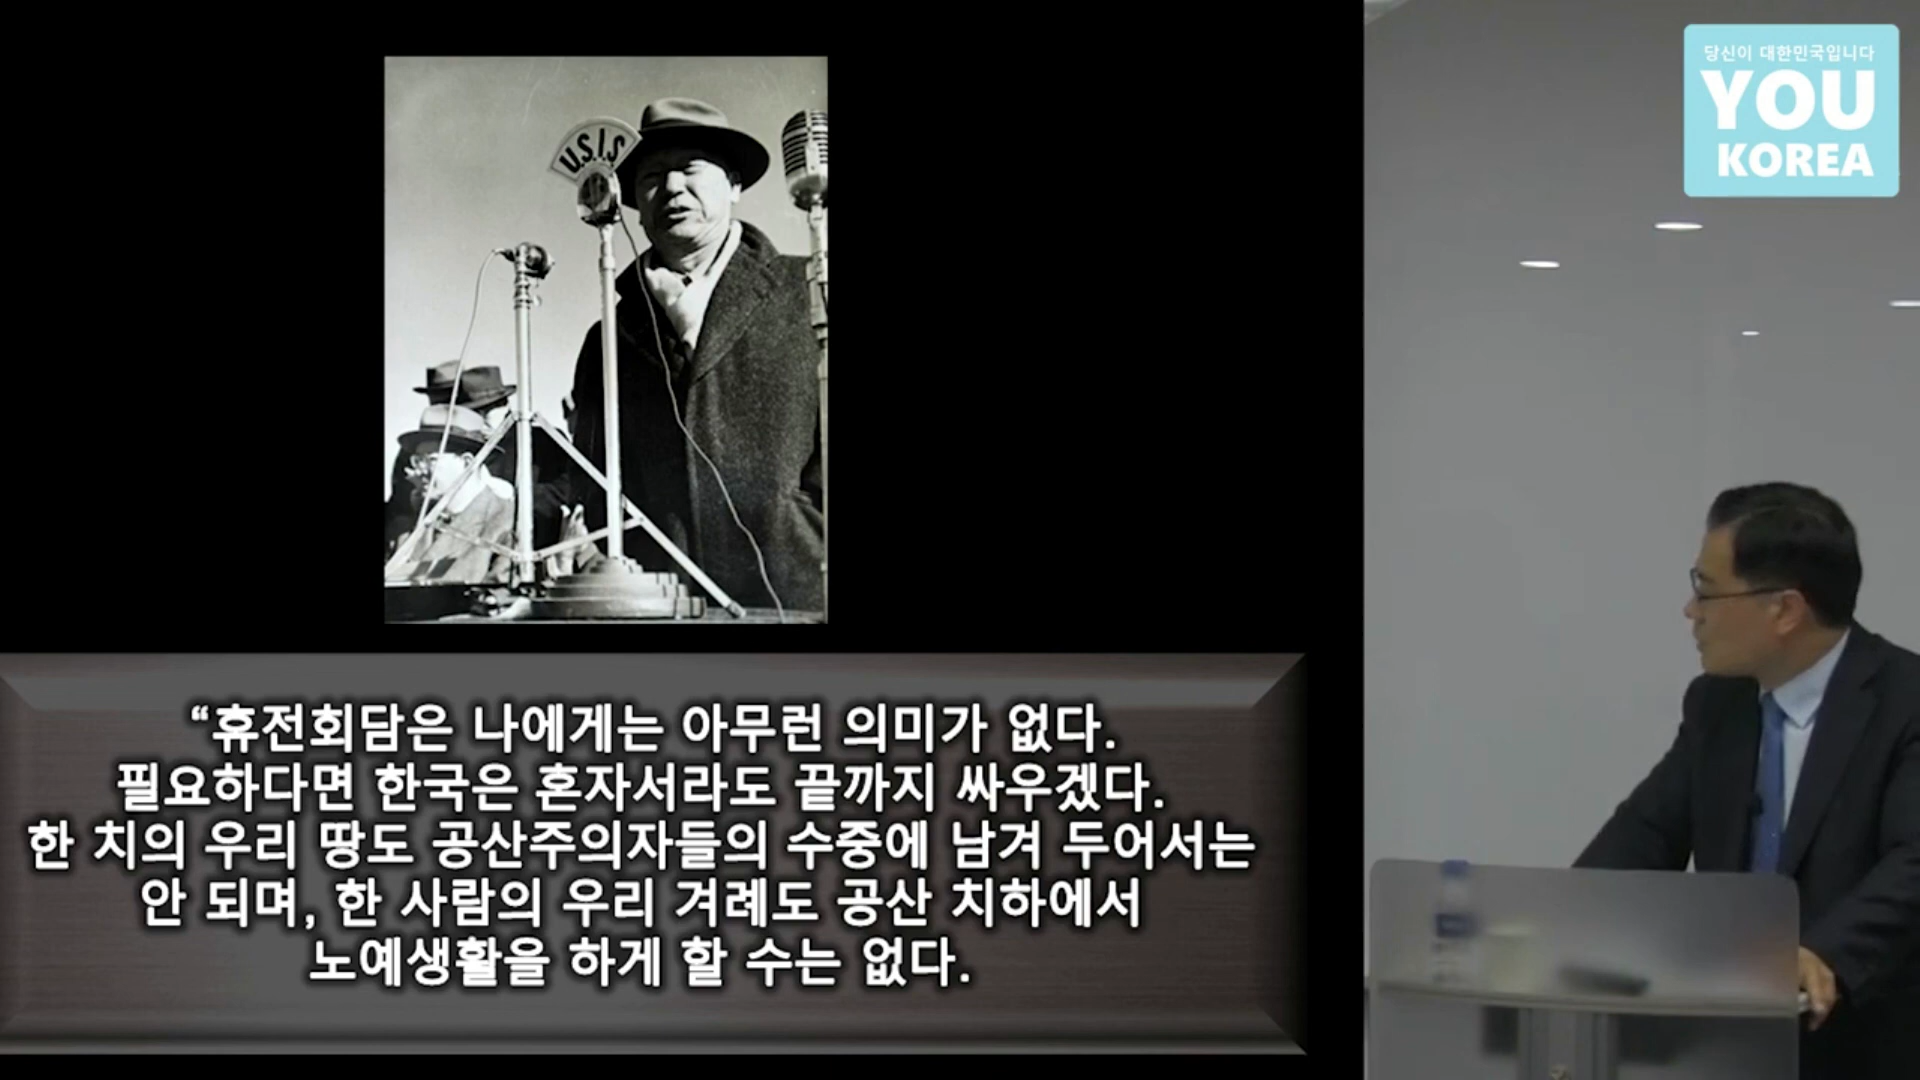 당신이 대한민국입니다
YOU
KOREA
U.S.I.S
“휴전회담은 나에게는 아무런 의미가 없다.
필요하다면 한국은 혼자서라도 끝까지 싸우겠다.
한 치의 우리 땅도 공산주의자들의 수중에 남겨 두어서는
안 되며, 한 사람의 우리 겨레도 공산 치하에서
노예생활을 하게 할 수는 없다.